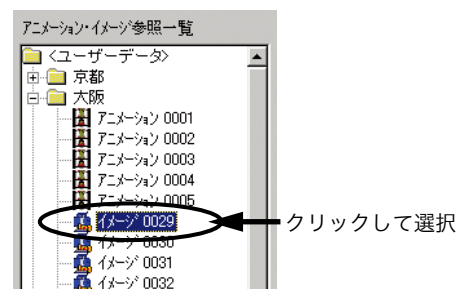 アニメーション・イメージ参照一覧
<ユーザーデータ>
京都
大阪
アニメーション 0001
アニメーション 0002
アニメーション 0003
アニメーション 0004
アニメーション 0005
イメージ 0029 クリックして選択
イメージ 0030
イメージ 0031
イメージ 0032